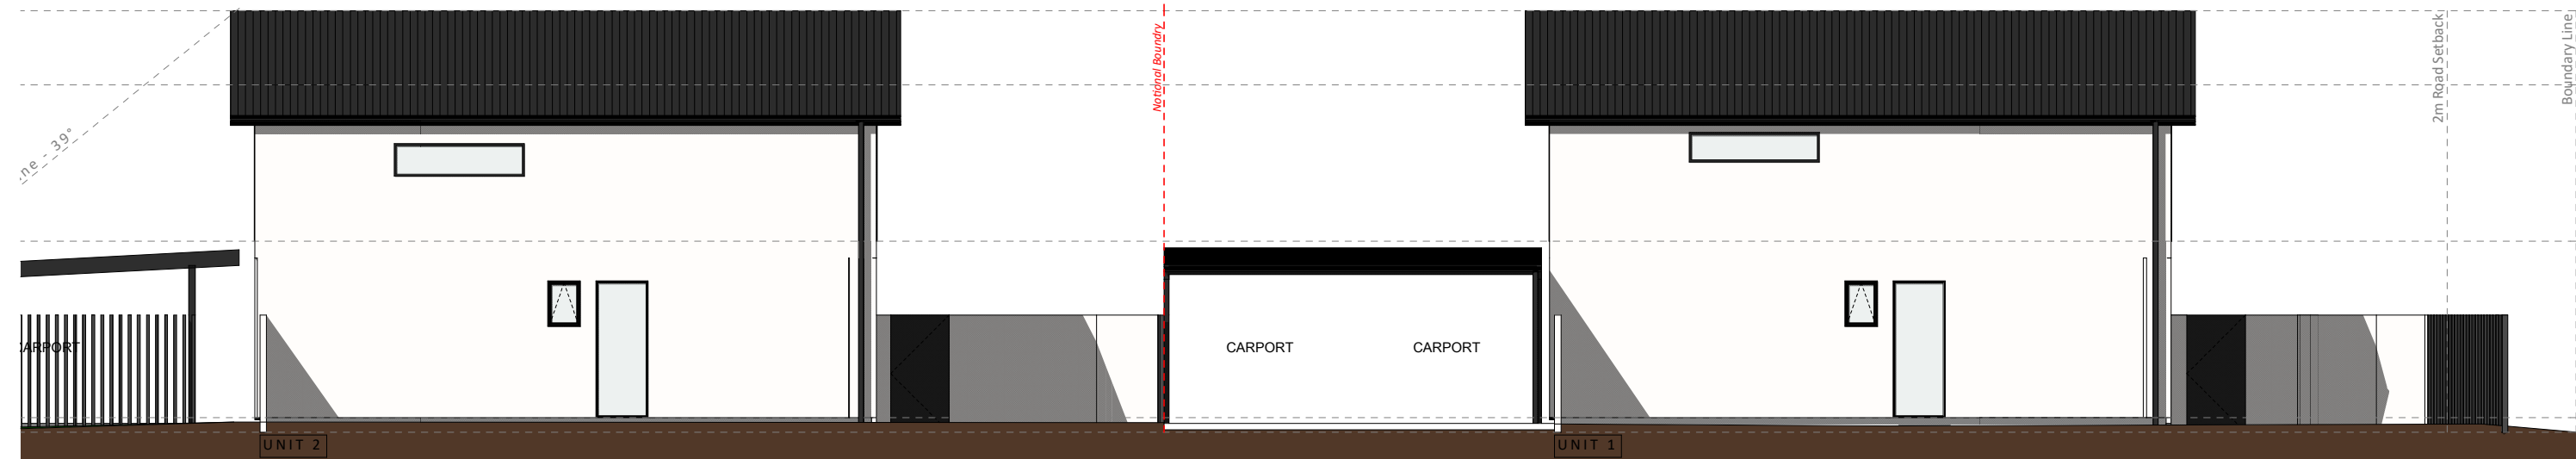 Notional Boundry
2m Road Setback
Boundary Line
ne - 39°
CARPORT
CARPORT
CARPORT
UNIT 2
UNIT 1